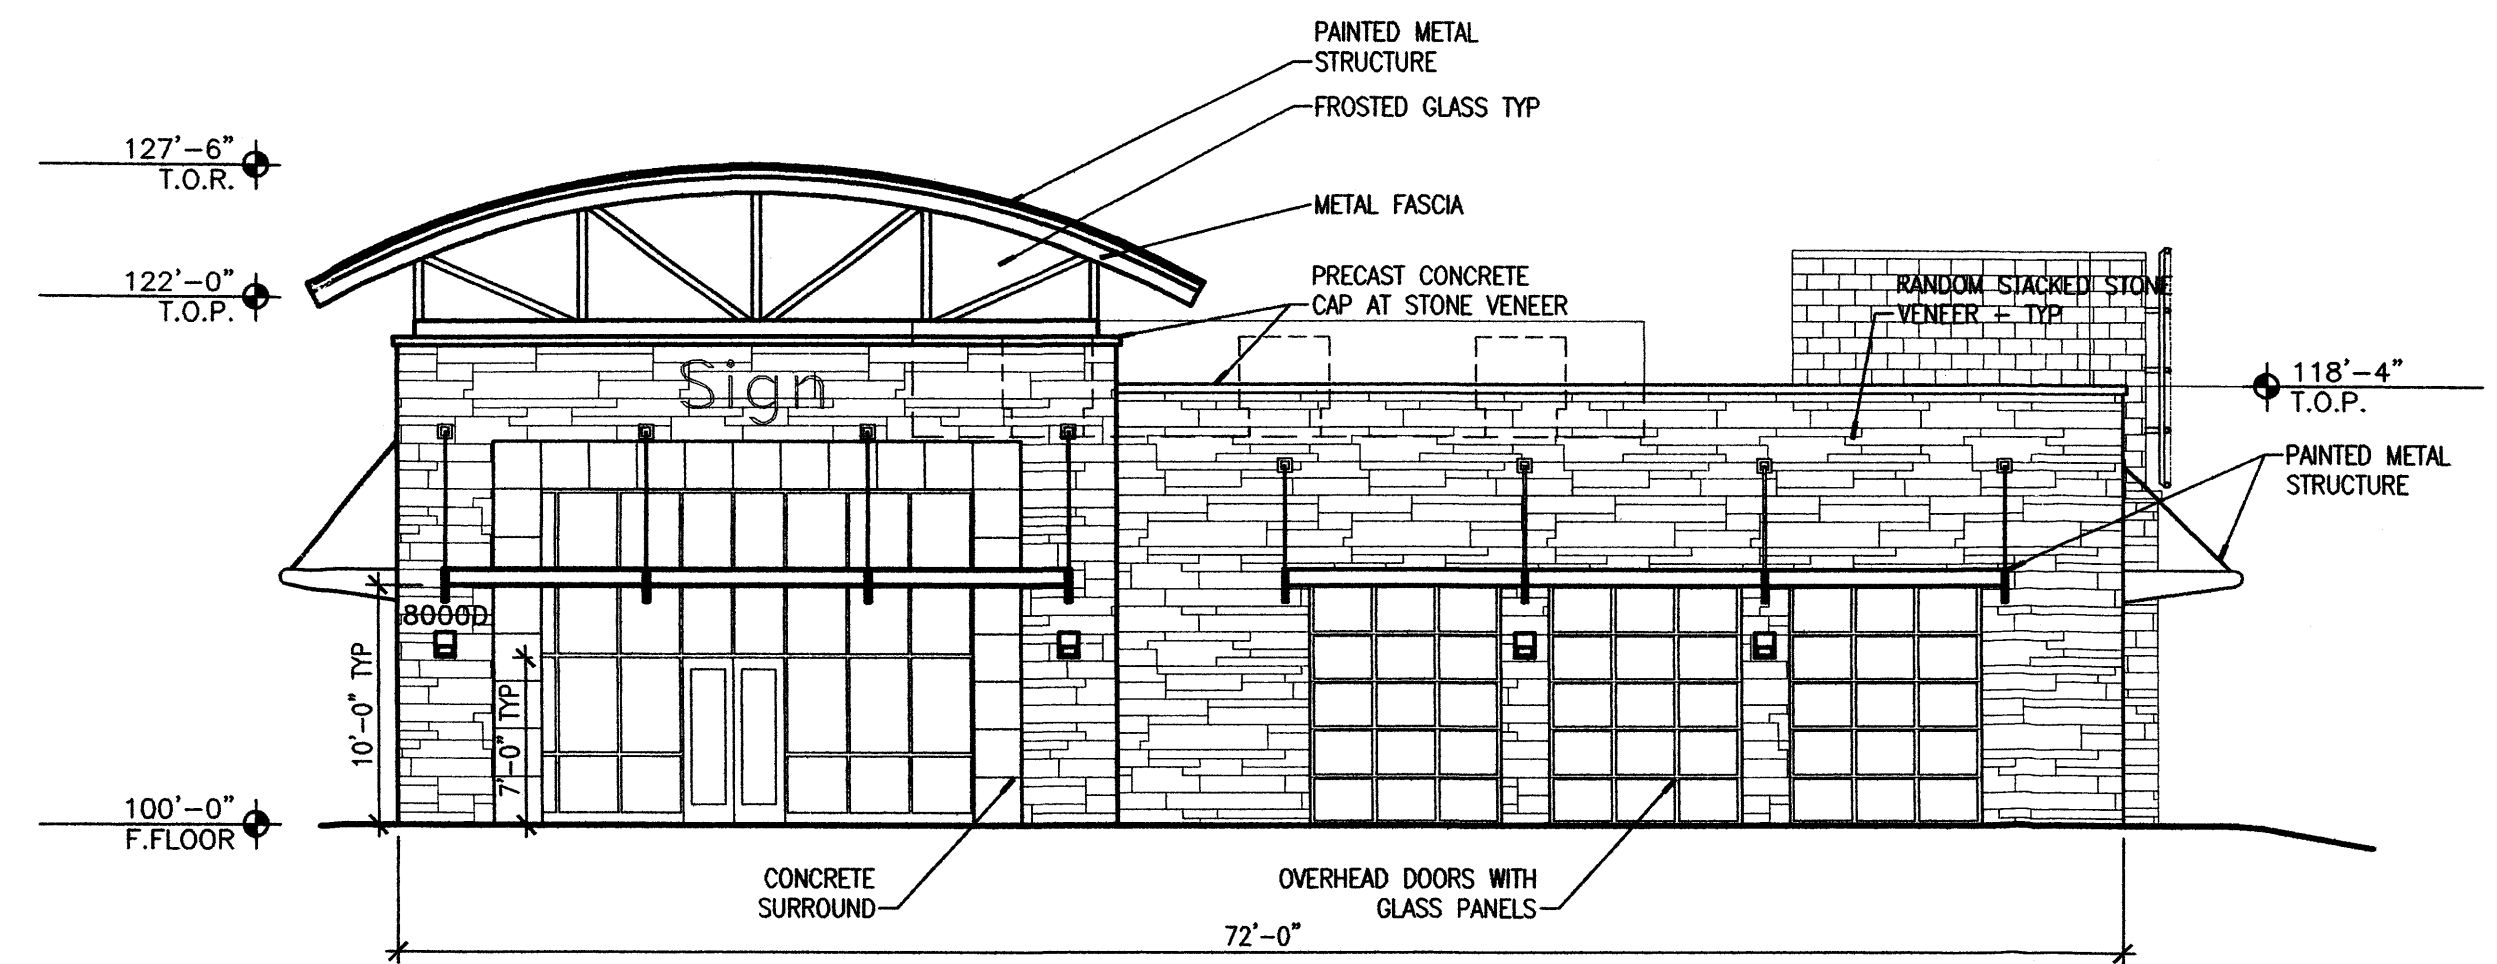 PAINTED METAL
STRUCTURE
FROSTED GLASS TYP
127'-6"
T.O.R.
METAL FASCIA
122'-0"
T.O.P.
PRECAST CONCRETE
CAP AT STONE VENEER
RANDOM STACKED STONE
VENEER - TYP
Sign
118'-4"
T.O.P.
PAINTED METAL
STRUCTURE
8000D
10'-0" TYP
7'-0" TYP
100'-0"
F.FLOOR
CONCRETE
SURROUND
OVERHEAD DOORS WITH
GLASS PANELS
72'-0"